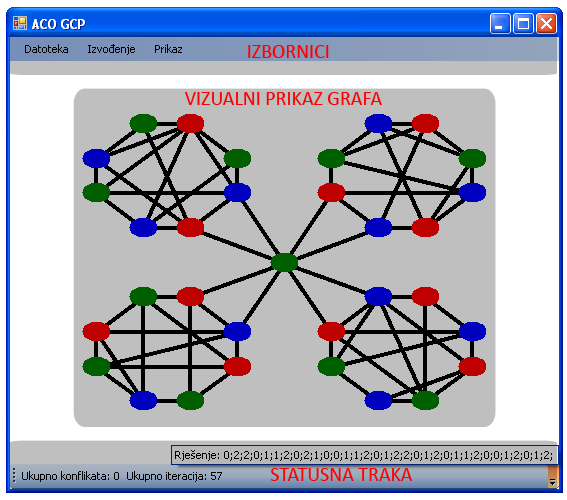 ACO GCP
Datoteka Izvođenje Prikaz IZBORNICI
VIZUALNI PRIKAZ GRAFA
Rješenje: 0;2;2;0;1;1;2;0;2;1;0;0;1;1;2;0;1;2;2;0;1;2;0;1;1;2;0;0;1;2;0;1;2;
Ukupno konflikata: 0 Ukupno iteracija: 57 STATUSNA TRAKA